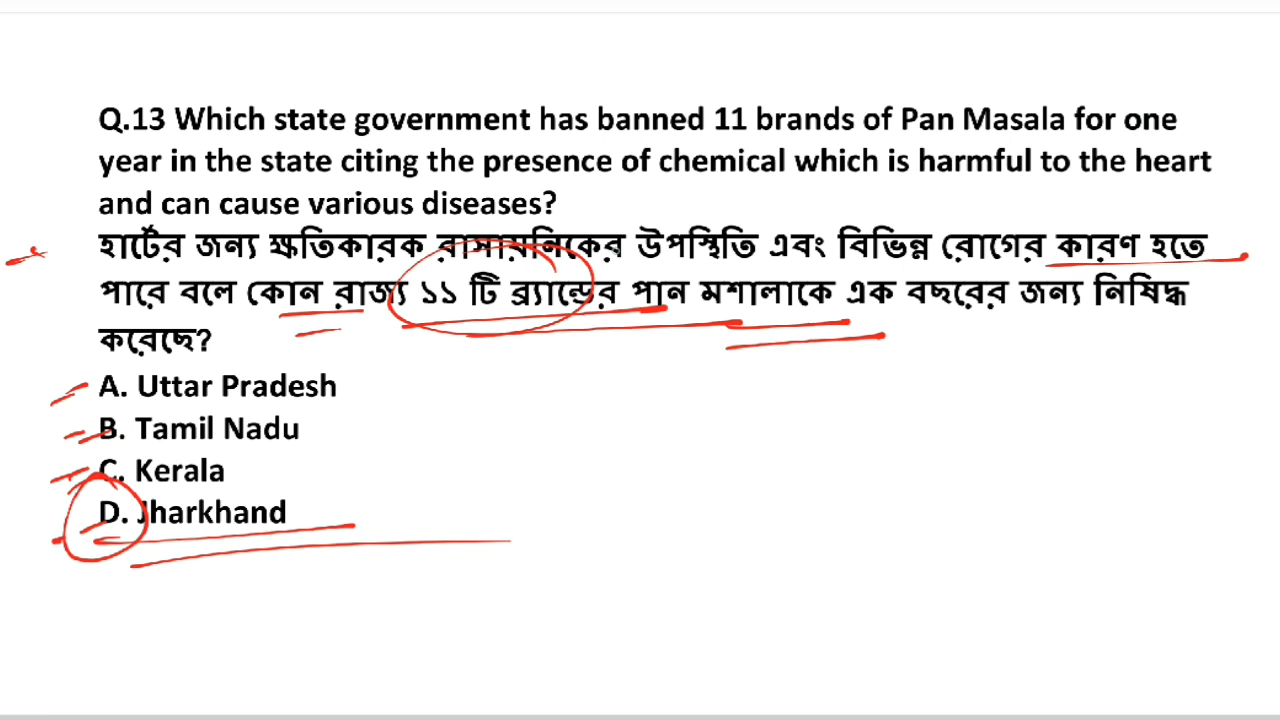 Q.13 Which state government has banned 11 brands of Pan Masala for one
year in the state citing the presence of chemical which is harmful to the heart
and can cause various diseases?
হার্টের জন্য ক্ষতিকারক রাসায়নিকের উপস্থিতি এবং বিভিন্ন রোগের কারণ হতে
পারে বলে কোন রাজ্য ১১ টি ব্র্যান্ডের পান মশালাকে এক বছরের জন্য নিষিদ্ধ
করেছে?
A. Uttar Pradesh
B. Tamil Nadu
C. Kerala
D. Jharkhand